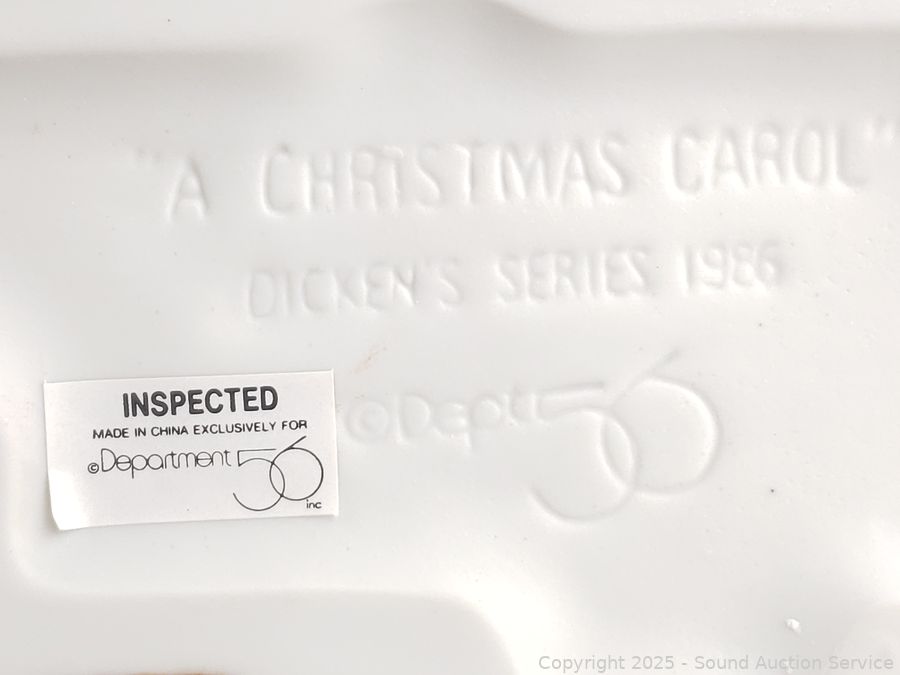 "A CHRISTMAS CAROL"
DICKEN'S SERIES 1986
©Dept. 56
INSPECTED
MADE IN CHINA EXCLUSIVELY FOR
©Department 56
inc
Copyright 2025 - Sound Auction Service